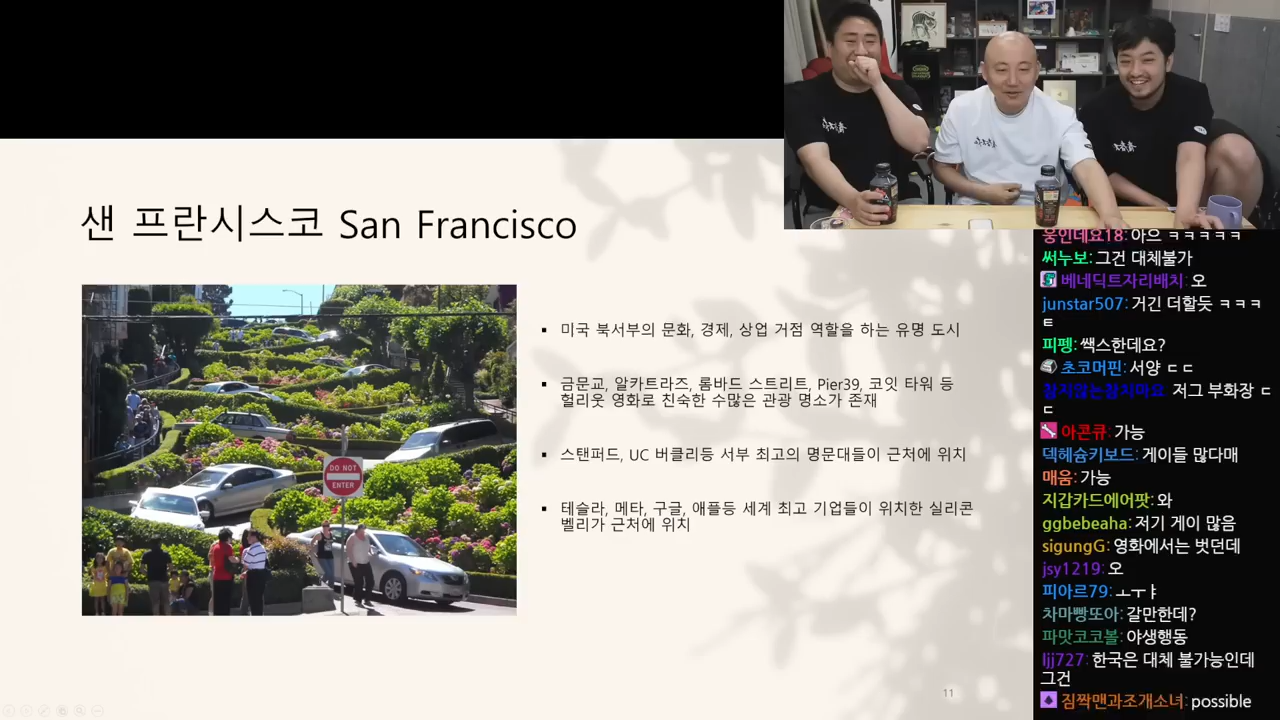 샌 프란시스코 San Francisco
▪ 미국 북서부의 문화, 경제, 상업 거점 역할을 하는 유명 도시
▪ 금문교, 알카트라즈, 롬바드 스트리트, Pier39, 코잇 타워 등
헐리웃 영화로 친숙한 수많은 관광 명소가 존재
▪ 스탠퍼드, UC 버클리등 서부 최고의 명문대들이 근처에 위치
▪ 테슬라, 메타, 구글, 애플등 세계 최고 기업들이 위치한 실리콘
벨리가 근처에 위치
DO NOT
ENTER
11
웅인데요18: 아으 ㅋㅋㅋㅋㅋ
써누보: 그건 대체불가
베네딕트자리배치: 오
junstar507: 거긴 더할듯 ㅋㅋㅋ
ㅌ
피펭: 쌕스한데요?
초코머핀: 서양 ㄷㄷ
참지않는참치마요: 저그 부화장 ㄷ
ㄷ
아콘큐: 가능
덱헤슘키보드: 게이들 많다매
매움: 가능
지갑카드에어팟: 와
ggbebeaha: 저기 게이 많음
sigungG: 영화에서는 벗던데
jsy1219: 오
피아르79: ㅗㅜㅑ
차마빵또아: 갈만한데?
파맛코코볼: 야생행동
ljj727: 한국은 대체 불가능인데
그건
짐짝맨과조개소녀: possible